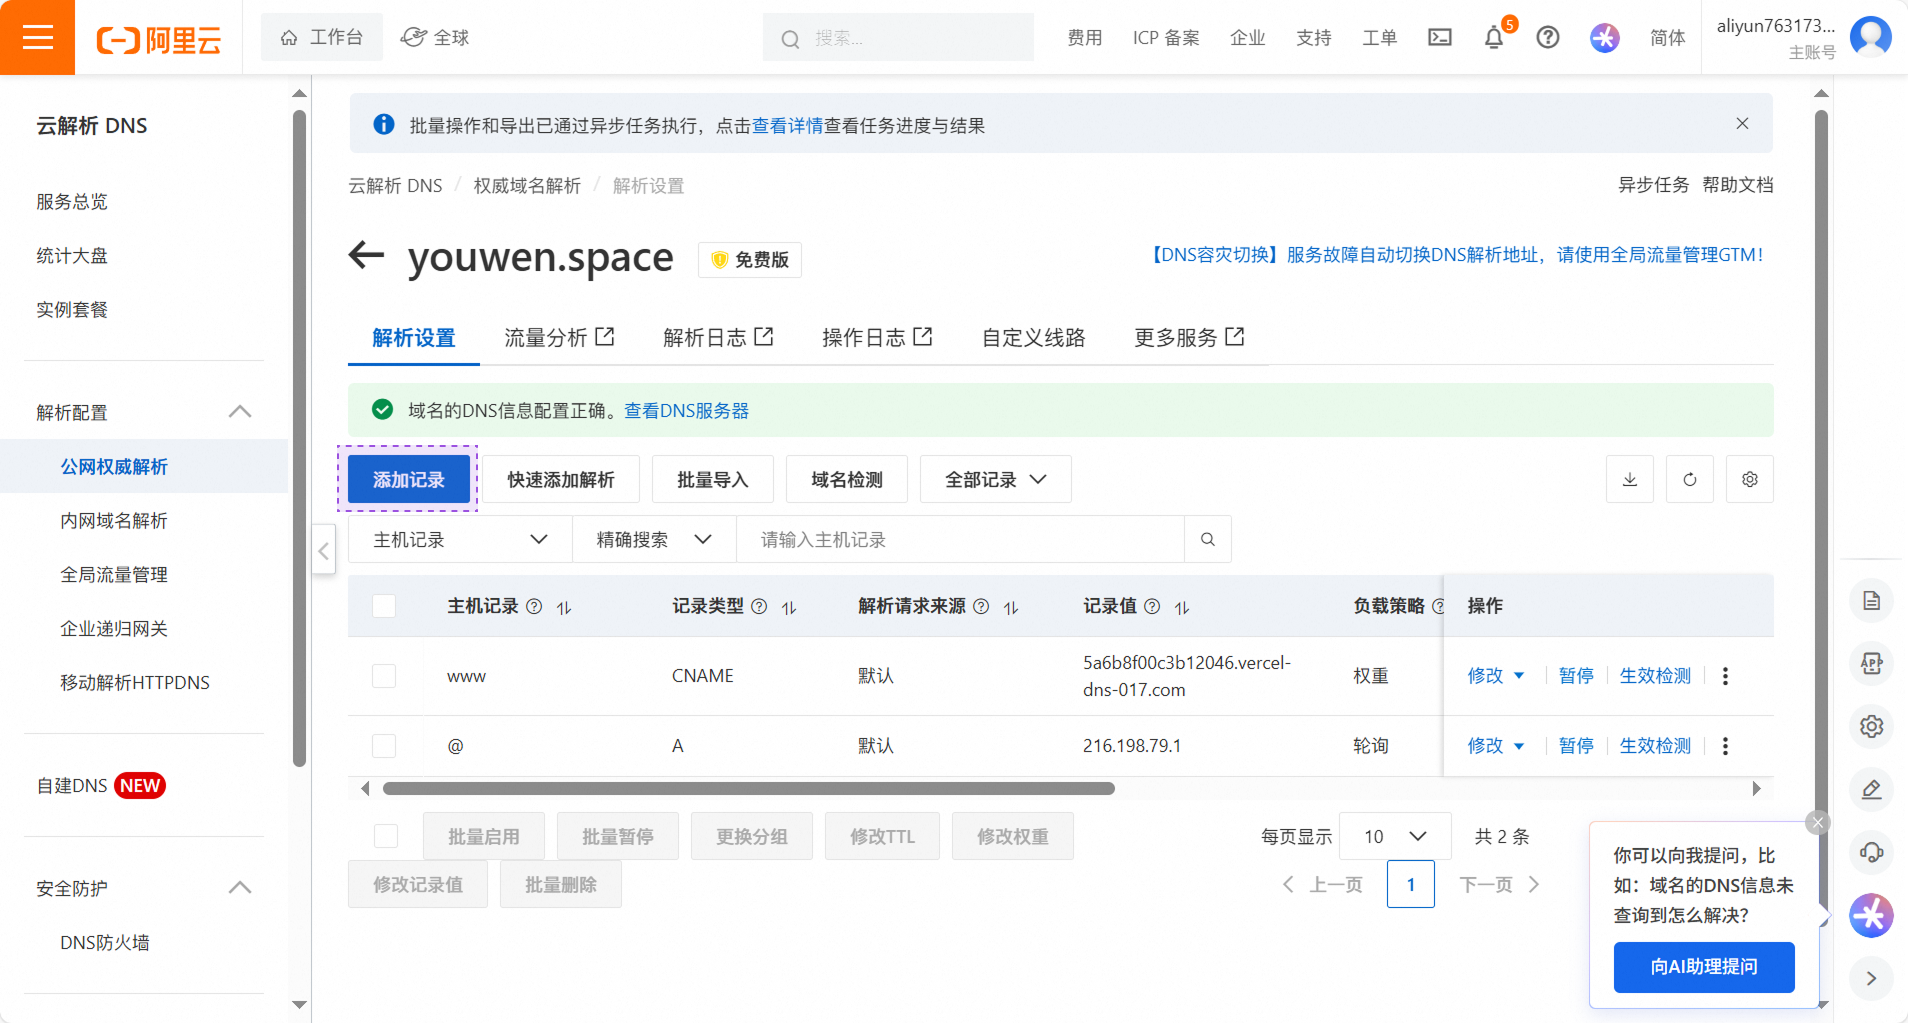 阿里云
工作台
全球
搜索...
费用
ICP 备案
企业
支持
工单
5
简体
aliyun763173...
主账号
云解析 DNS
服务总览
统计大盘
实例套餐
解析配置
公网权威解析
内网域名解析
全局流量管理
企业递归网关
移动解析HTTPDNS
自建DNS NEW
安全防护
DNS防火墙
批量操作和导出已通过异步任务执行，点击查看详情查看任务进度与结果
云解析 DNS / 权威域名解析 / 解析设置
异步任务 帮助文档
youwen.space
免费版
【DNS容灾切换】服务故障自动切换DNS解析地址，请使用全局流量管理GTM！
解析设置
流量分析
解析日志
操作日志
自定义线路
更多服务
域名的DNS信息配置正确。查看DNS服务器
添加记录
快速添加解析
批量导入
域名检测
全部记录
主机记录
精确搜索
请输入主机记录
主机记录 记录类型 解析请求来源 记录值 负载策略 操作
www CNAME 默认 5a6b8f00c3b12046.vercel-
dns-017.com
权重 修改 暂停 生效检测
@ A 默认 216.198.79.1 轮询 修改 暂停 生效检测
批量启用
批量暂停
更换分组
修改TTL
修改权重
修改记录值
批量删除
每页显示 10 共 2 条
上一页 1 下一页
你可以向我提问，比
如：域名的DNS信息未
查询到怎么解决？
向AI助理提问
APP